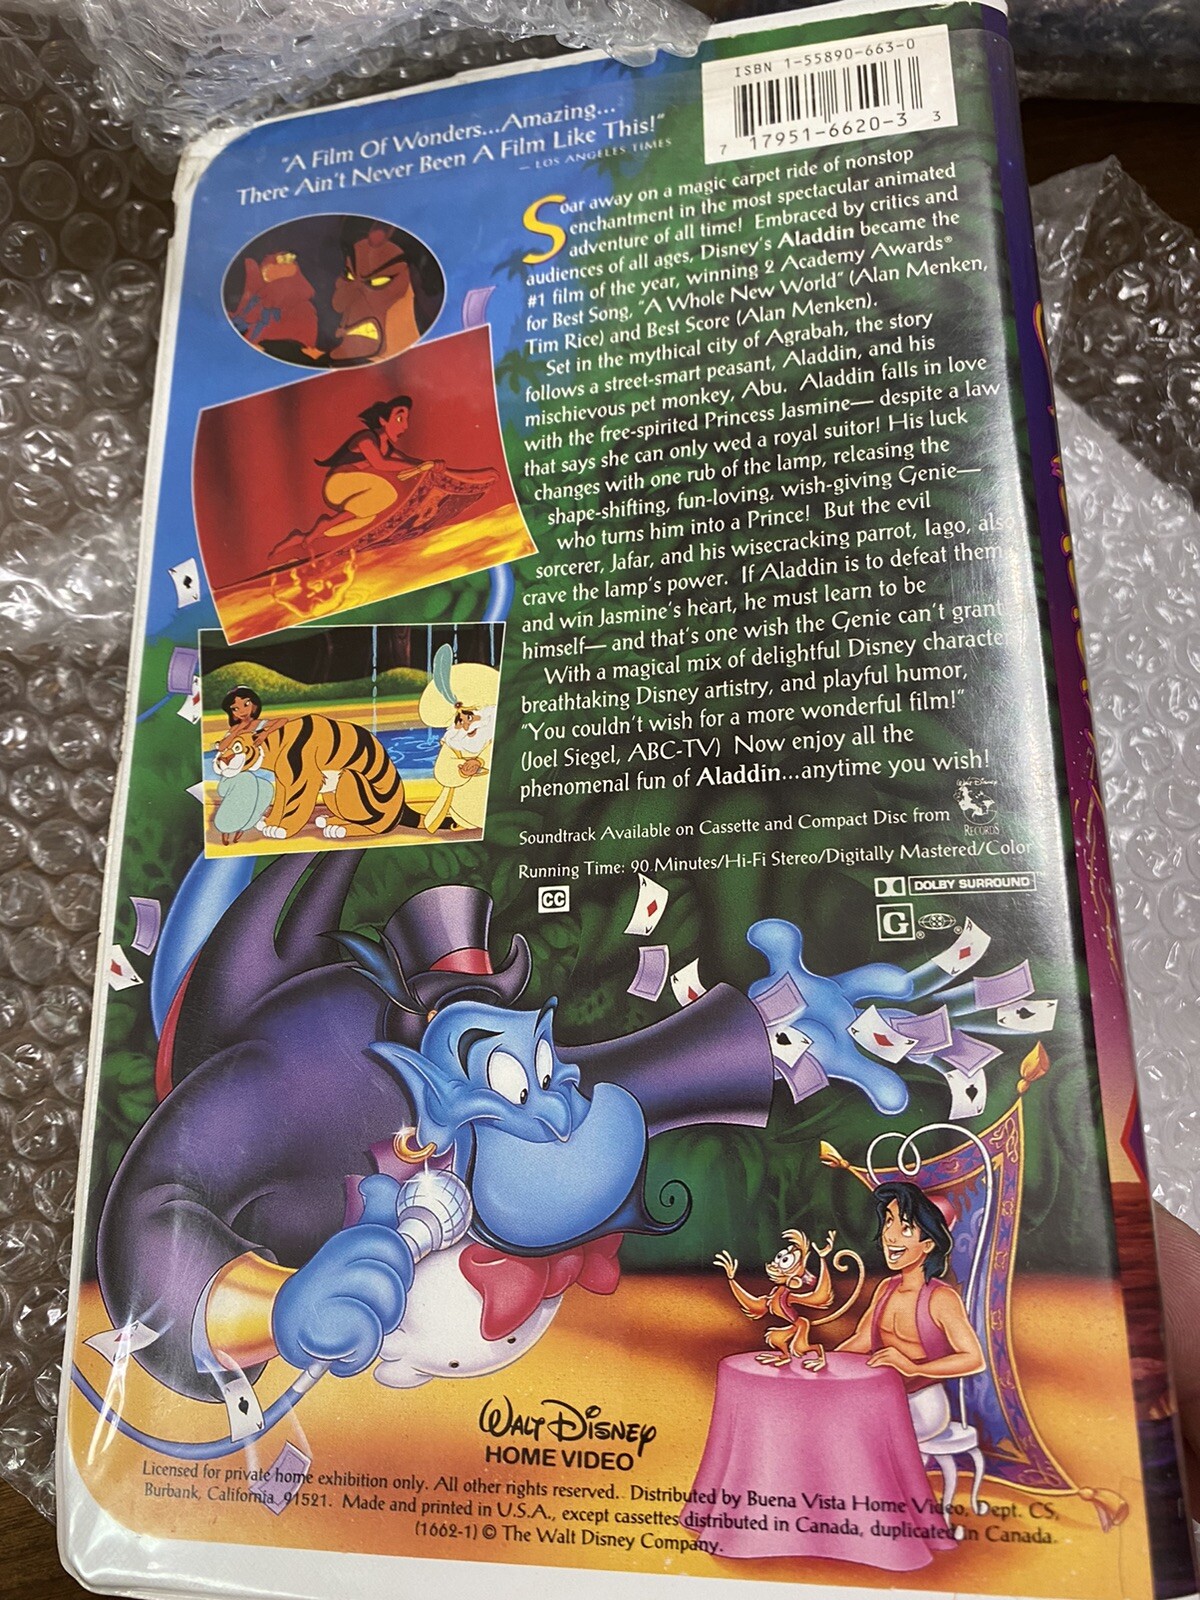 ISBN 1-55890-663-0
7 17951-6620-3 3
"A Film Of Wonders...Amazing...
There Ain't Never Been A Film Like This!"
— LOS ANGELES TIMES
Soar away on a magic carpet ride of nonstop
enchantment in the most spectacular animated
adventure of all time! Embraced by critics and
audiences of all ages, Disney's Aladdin became the
#1 film of the year, winning 2 Academy Awards®
for Best Song, "A Whole New World" (Alan Menken,
Tim Rice) and Best Score (Alan Menken).
Set in the mythical city of Agrabah, the story
follows a street-smart peasant, Aladdin, and his
mischievous pet monkey, Abu. Aladdin falls in love
with the free-spirited Princess Jasmine— despite a law
that says she can only wed a royal suitor! His luck
changes with one rub of the lamp, releasing the
shape-shifting, fun-loving, wish-giving Genie—
who turns him into a Prince! But the evil
sorcerer, Jafar, and his wisecracking parrot, Iago, also
crave the lamp's power. If Aladdin is to defeat them
and win Jasmine's heart, he must learn to be
himself— and that's one wish the Genie can't grant
With a magical mix of delightful Disney character
breathtaking Disney artistry, and playful humor,
"You couldn't wish for a more wonderful film!"
(Joel Siegel, ABC-TV) Now enjoy all the
phenomenal fun of Aladdin...anytime you wish!
Walt Disney
RECORDS
Soundtrack Available on Cassette and Compact Disc from
Running Time: 90 Minutes/Hi-Fi Stereo/Digitally Mastered/Color
CC
DOLBY SURROUND™
G®
WALT DISNEY
HOME VIDEO
Licensed for private home exhibition only. All other rights reserved. Distributed by Buena Vista Home Video, Dept. CS,
Burbank, California, 91521. Made and printed in U.S.A., except cassettes distributed in Canada, duplicated in Canada.
(1662-1) © The Walt Disney Company.